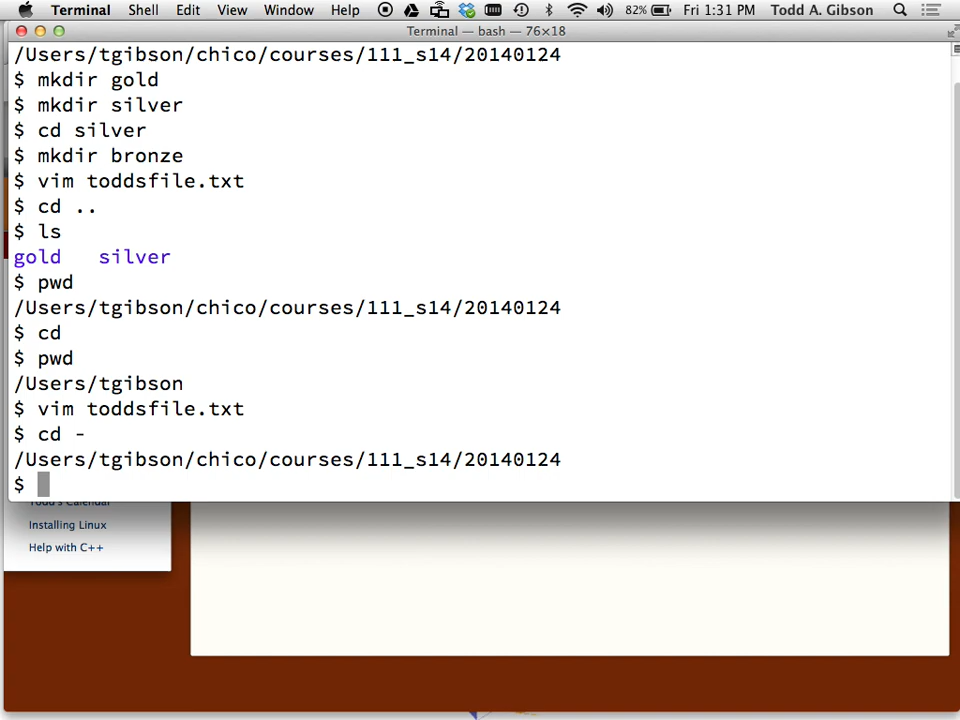 Terminal Shell Edit View Window Help 82% Fri 1:31 PM Todd A. Gibson
Terminal — bash — 76×18
/Users/tgibson/chico/courses/111_s14/20140124
$ mkdir gold
$ mkdir silver
$ cd silver
$ mkdir bronze
$ vim toddsfile.txt
$ cd ..
$ ls
gold silver
$ pwd
/Users/tgibson/chico/courses/111_s14/20140124
$ cd
$ pwd
/Users/tgibson
$ vim toddsfile.txt
$ cd -
/Users/tgibson/chico/courses/111_s14/20140124
$
Todd's Calendar
Installing Linux
Help with C++